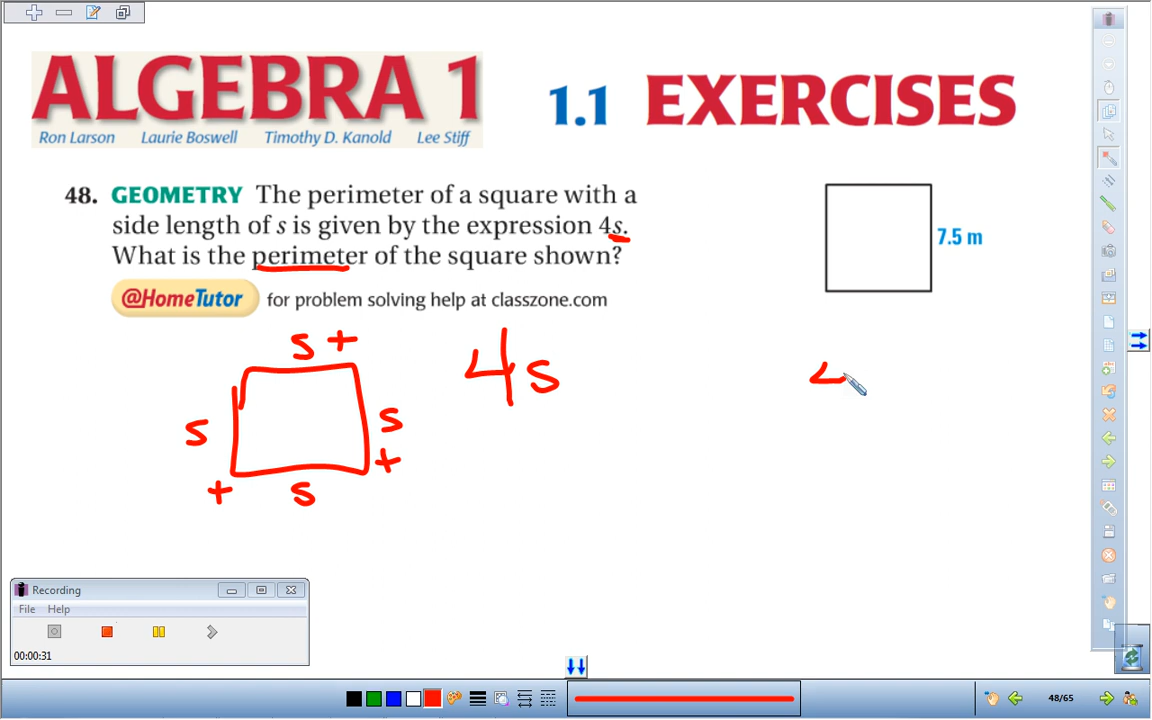 ALGEBRA 1
Ron Larson Laurie Boswell Timothy D. Kanold Lee Stiff
1.1 EXERCISES
48. GEOMETRY The perimeter of a square with a
side length of s is given by the expression 4s.
What is the perimeter of the square shown?
@HomeTutor for problem solving help at classzone.com
7.5 m
s +
s
s
+
+
s
4s
Recording
File Help
00:00:31
48/65